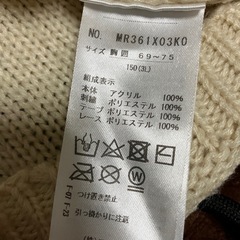 NO. MR361X03K0
サイズ 胸囲 69～75
150(3L)
組成表示
本体 アクリル 100%
刺繍 ポリエステル 100%
テープ ポリエステル 100%
レース ポリエステル 100%
つけ置き禁止
引っ掛かりに注意
F-07 F-23